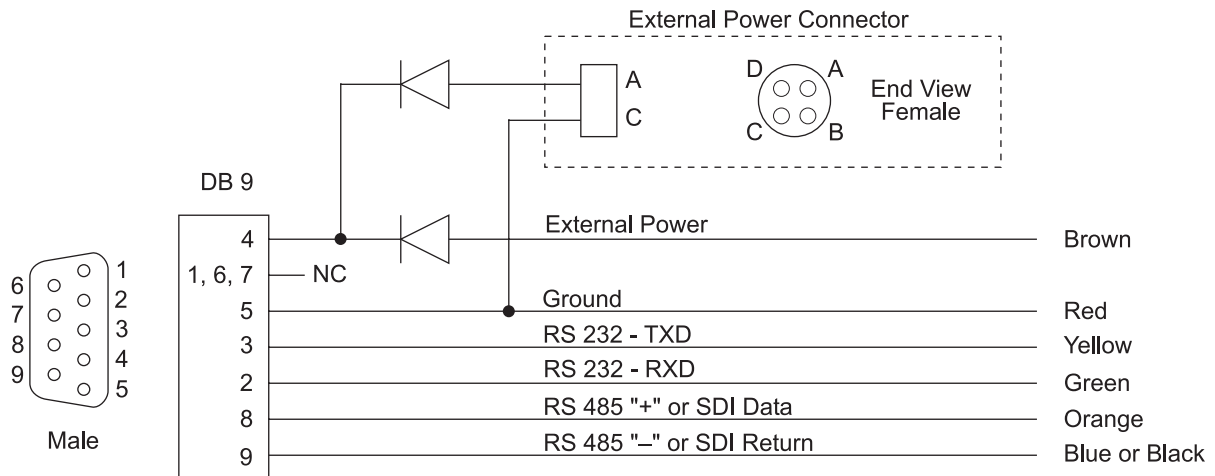 External Power Connector
A
C
D A
C B
End View
Female
DB 9
4 External Power Brown
1, 6, 7 NC
5 Ground Red
3 RS 232 - TXD Yellow
2 RS 232 - RXD Green
8 RS 485 "+" or SDI Data Orange
9 RS 485 "–" or SDI Return Blue or Black
1
6
2
7
3
8
4
9
5
Male